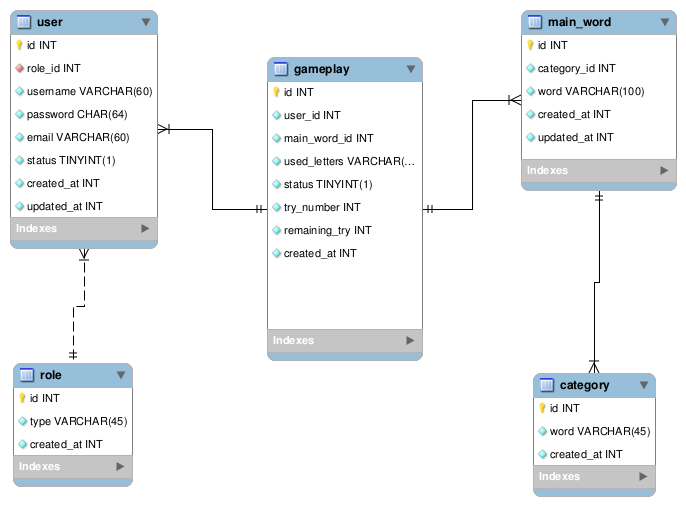 user
id INT
role_id INT
username VARCHAR(60)
password CHAR(64)
email VARCHAR(60)
status TINYINT(1)
created_at INT
updated_at INT
Indexes
gameplay
id INT
user_id INT
main_word_id INT
used_letters VARCHAR(...
status TINYINT(1)
try_number INT
remaining_try INT
created_at INT
Indexes
main_word
id INT
category_id INT
word VARCHAR(100)
created_at INT
updated_at INT
Indexes
role
id INT
type VARCHAR(45)
created_at INT
Indexes
category
id INT
word VARCHAR(45)
created_at INT
Indexes